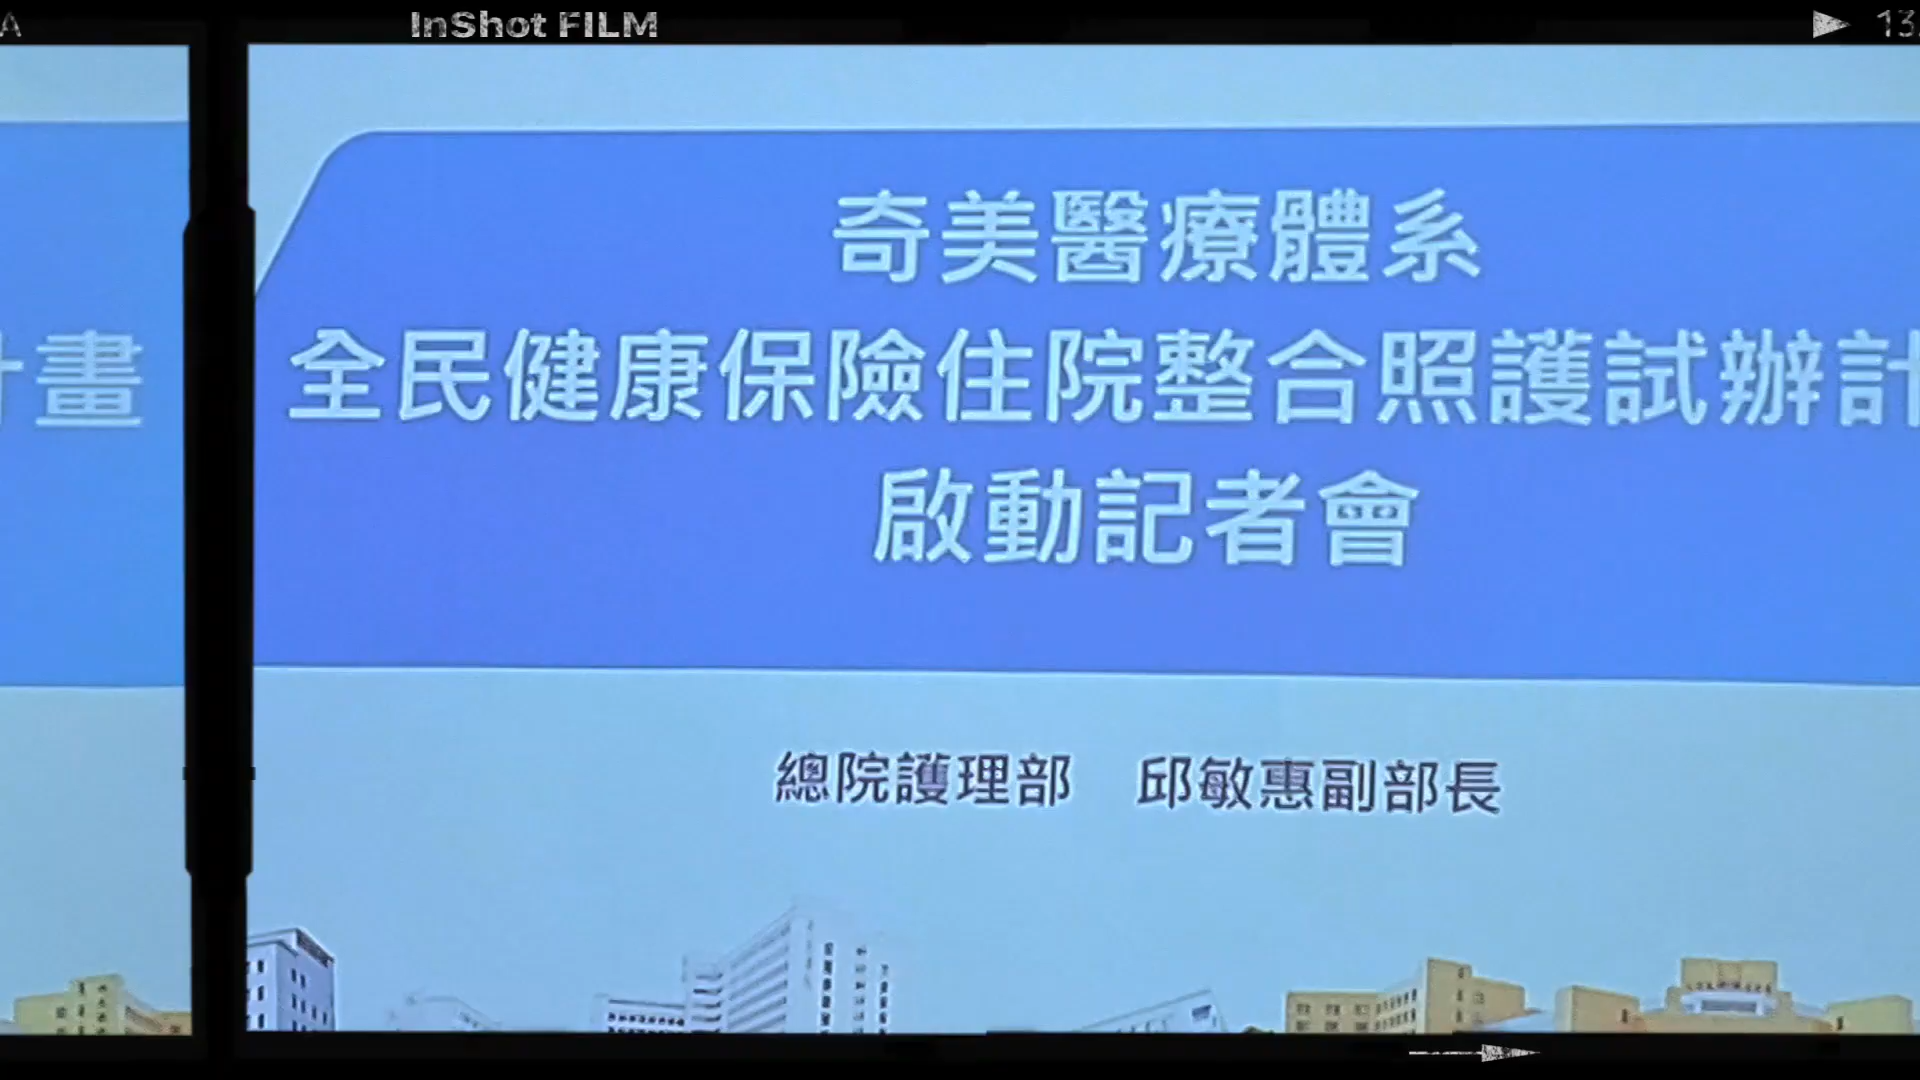 A
InShot FILM
13
奇美醫療體系
計畫
全民健康保險住院整合照護試辦計
啟動記者會
總院護理部 邱敏惠副部長